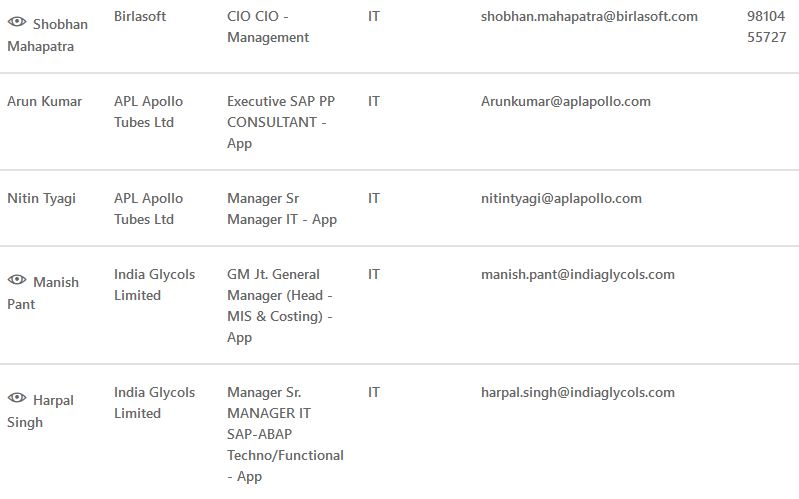 Shobhan Mahapatra
Birlasoft
CIO CIO -
Management
IT
shobhan.mahapatra@birlasoft.com
98104
55727
Arun Kumar
APL Apollo
Tubes Ltd
Executive SAP PP
CONSULTANT -
App
IT
Arunkumar@aplapollo.com
Nitin Tyagi
APL Apollo
Tubes Ltd
Manager Sr
Manager IT - App
IT
nitintyagi@aplapollo.com
Manish
Pant
India Glycols
Limited
GM Jt. General
Manager (Head -
MIS & Costing) -
App
IT
manish.pant@indiaglycols.com
Harpal
Singh
India Glycols
Limited
Manager Sr.
MANAGER IT
SAP-ABAP
Techno/Functional
- App
IT
harpal.singh@indiaglycols.com